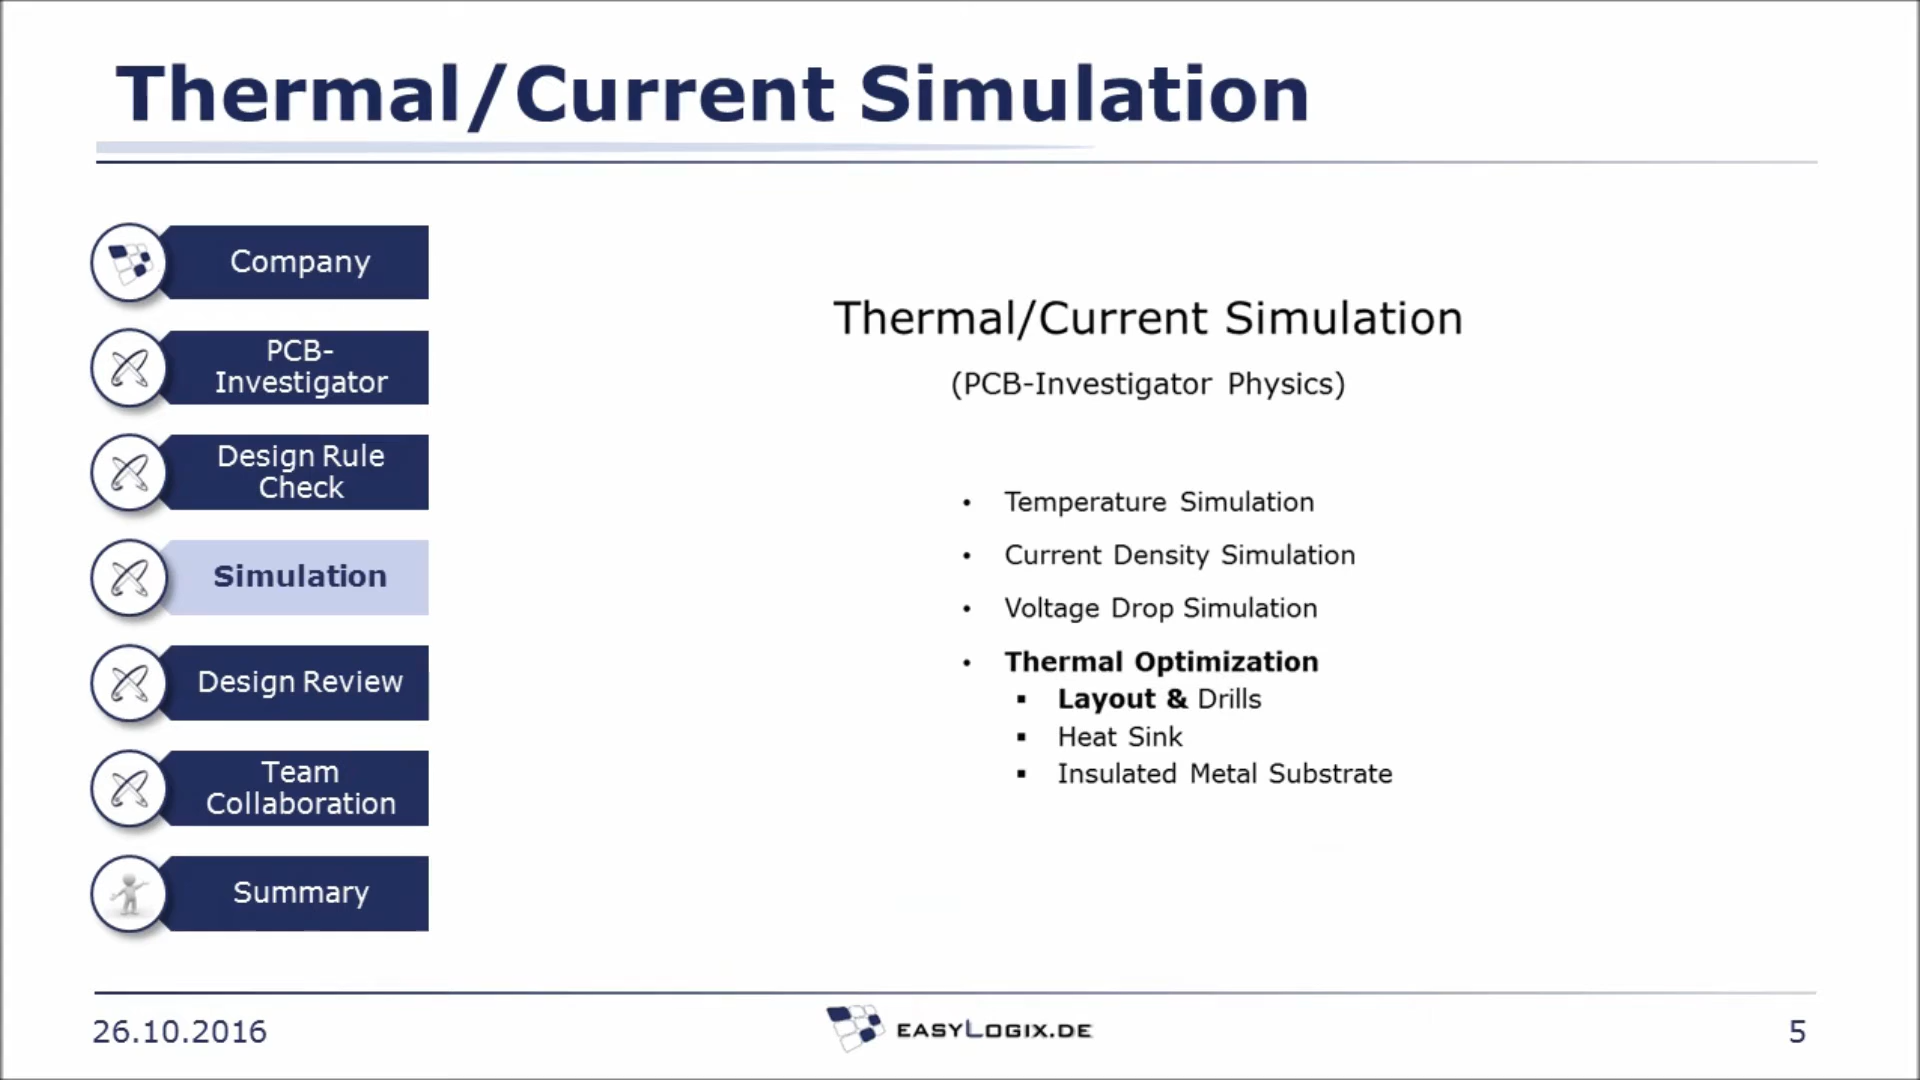 Thermal/Current Simulation
Company
PCB-
Investigator
Design Rule
Check
Simulation
Design Review
Team
Collaboration
Summary
Thermal/Current Simulation
(PCB-Investigator Physics)
• Temperature Simulation
• Current Density Simulation
• Voltage Drop Simulation
• Thermal Optimization
▪ Layout & Drills
▪ Heat Sink
▪ Insulated Metal Substrate
26.10.2016
EASYLOGIX.DE
5